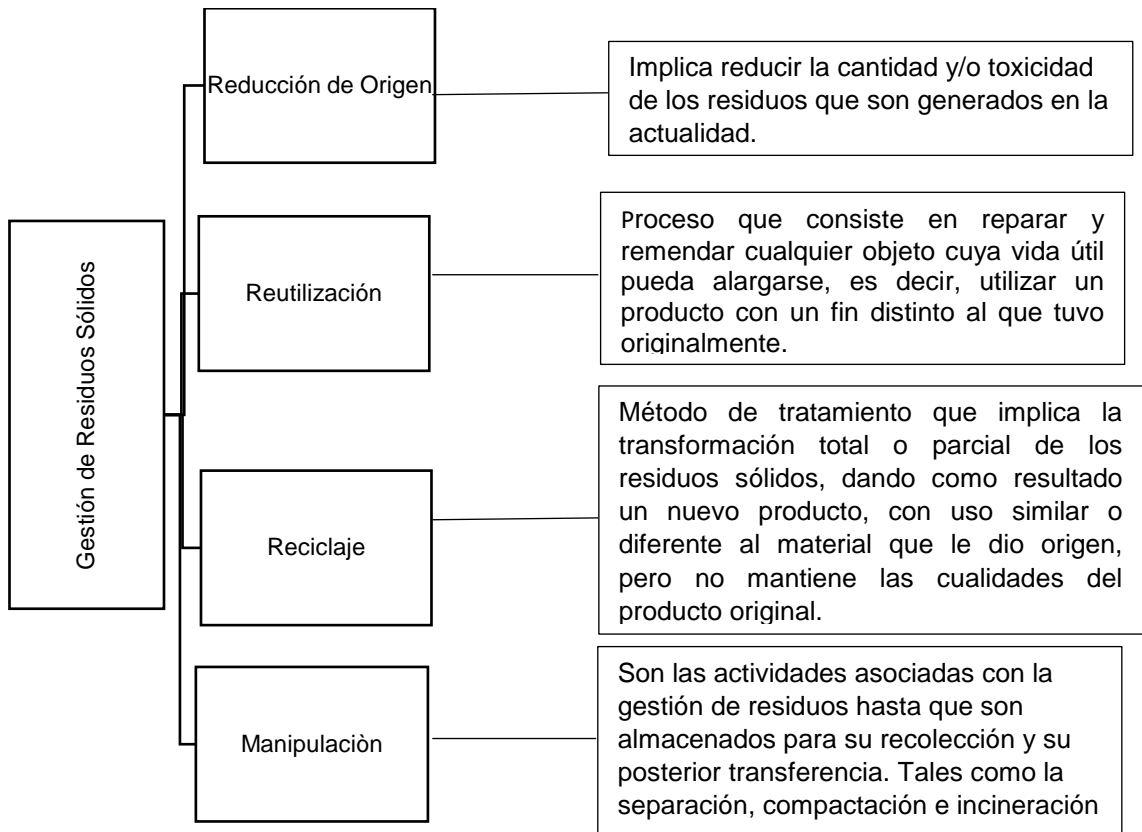 Gestión de Residuos Sólidos
Reducción de Origen
Implica reducir la cantidad y/o toxicidad
de los residuos que son generados en la
actualidad.
Reutilización
Proceso que consiste en reparar y
remendar cualquier objeto cuya vida útil
pueda alargarse, es decir, utilizar un
producto con un fin distinto al que tuvo
originalmente.
Reciclaje
Método de tratamiento que implica la
transformación total o parcial de los
residuos sólidos, dando como resultado
un nuevo producto, con uso similar o
diferente al material que le dio origen,
pero no mantiene las cualidades del
producto original.
Manipulaciòn
Son las actividades asociadas con la
gestión de residuos hasta que son
almacenados para su recolección y su
posterior transferencia. Tales como la
separación, compactación e incineración